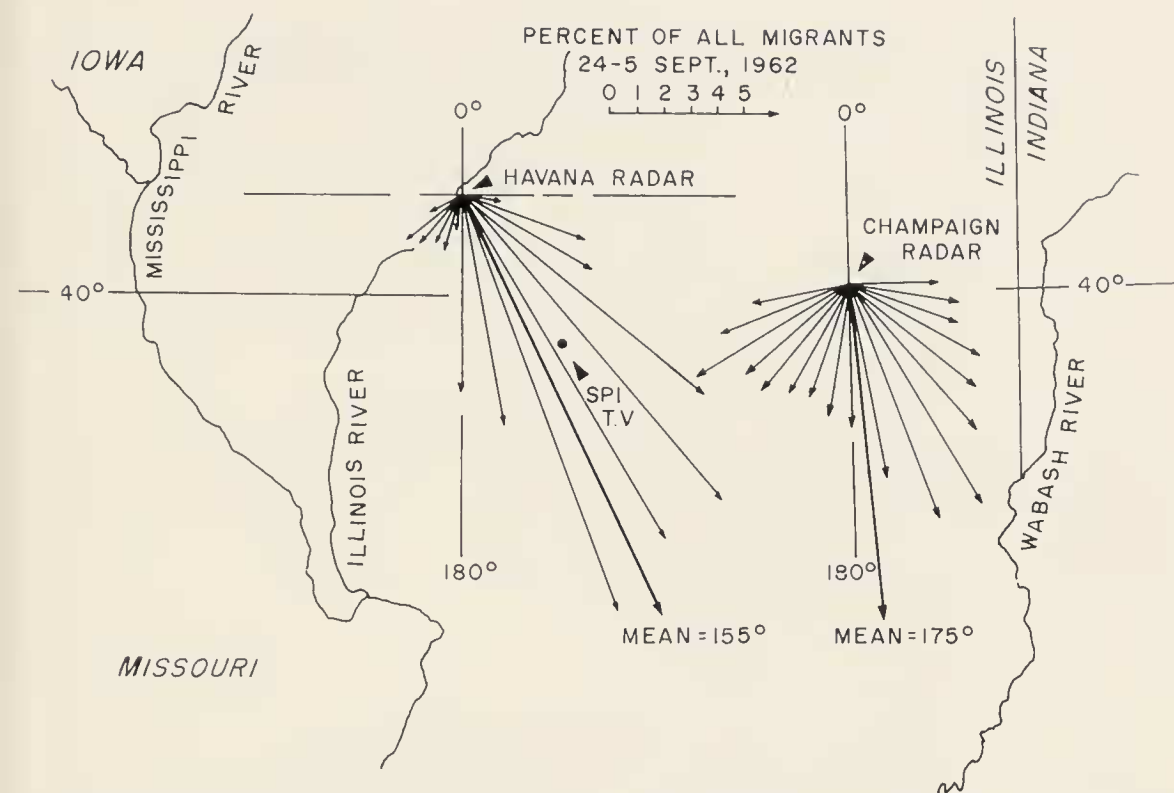 PERCENT OF ALL MIGRANTS
24-5 SEPT., 1962
0 1 2 3 4 5
IOWA
MISSISSIPPI RIVER
0°
HAVANA RADAR
0°
ILLINOIS
INDIANA
CHAMPAIGN
RADAR
40°
40°
SPI
T.V
ILLINOIS RIVER
WABASH RIVER
180°
180°
MEAN=155°
MEAN=175°
MISSOURI